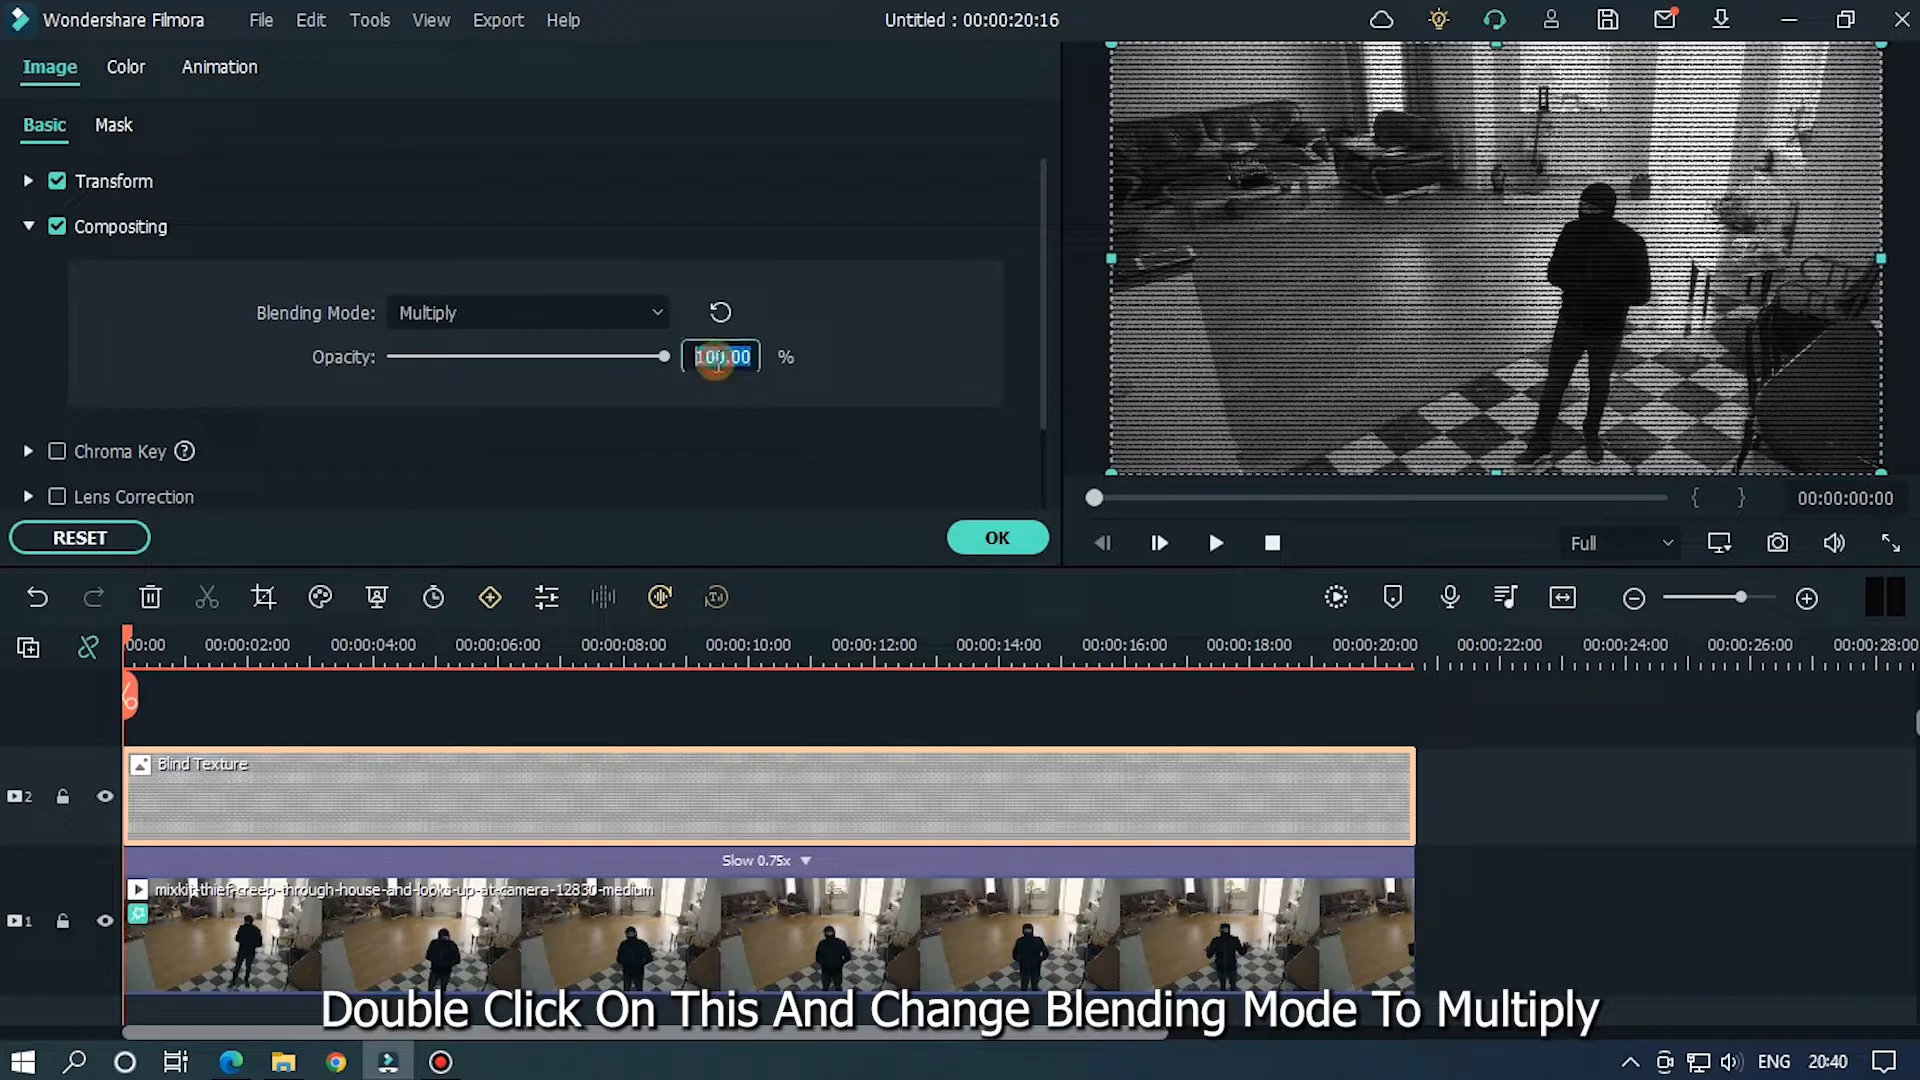 Wondershare Filmora File Edit Tools View Export Help Untitled : 00:00:20:16
Image Color Animation
Basic Mask
Transform
Compositing
Blending Mode: Multiply
Opacity: 100.00 %
Chroma Key ?
Lens Correction
RESET OK
{ } 00:00:00:00
Full
00:00 00:00:02:00 00:00:04:00 00:00:06:00 00:00:08:00 00:00:10:00 00:00:12:00 00:00:14:00 00:00:16:00 00:00:18:00 00:00:20:00 00:00:22:00 00:00:24:00 00:00:26:00 00:00:28:00
Blind Texture
2
Slow 0.75x
mixkit-thief-creep-through-house-and-looks-up-at-camera-12830-medium
1
Double Click On This And Change Blending Mode To Multiply
ENG 20:40